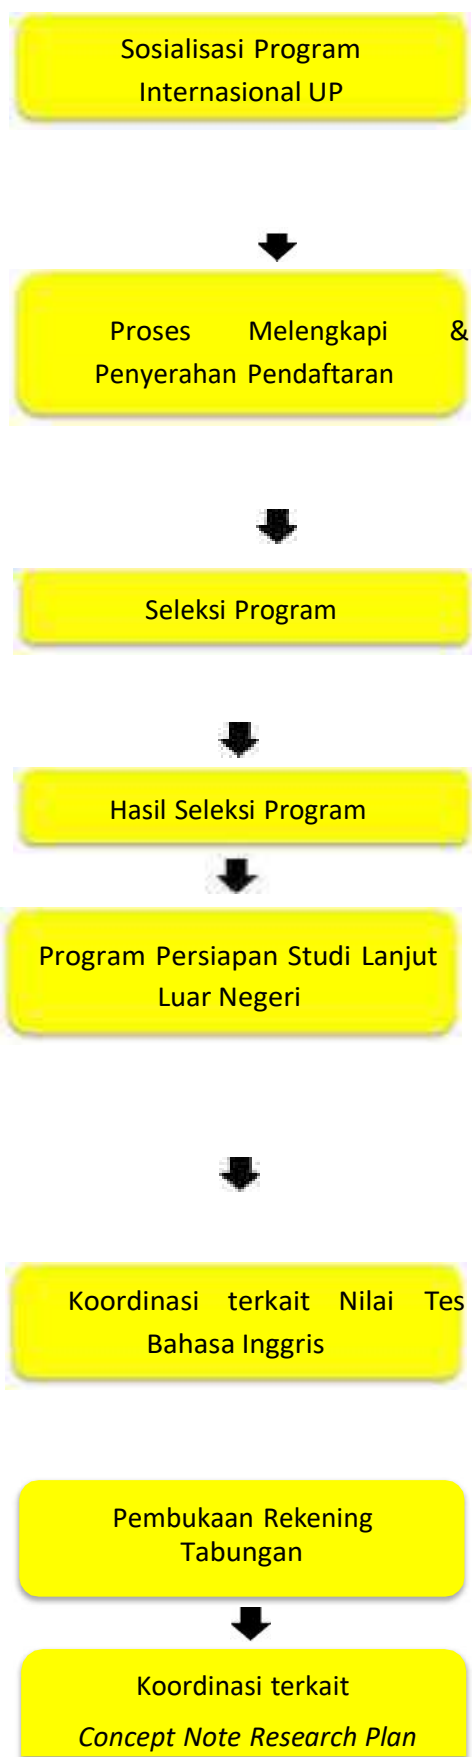 Sosialisasi Program
Internasional UP
Proses Melengkapi &
Penyerahan Pendaftaran
Seleksi Program
Hasil Seleksi Program
Program Persiapan Studi Lanjut
Luar Negeri
Koordinasi terkait Nilai Tes
Bahasa Inggris
Pembukaan Rekening
Tabungan
Koordinasi terkait
Concept Note Research Plan